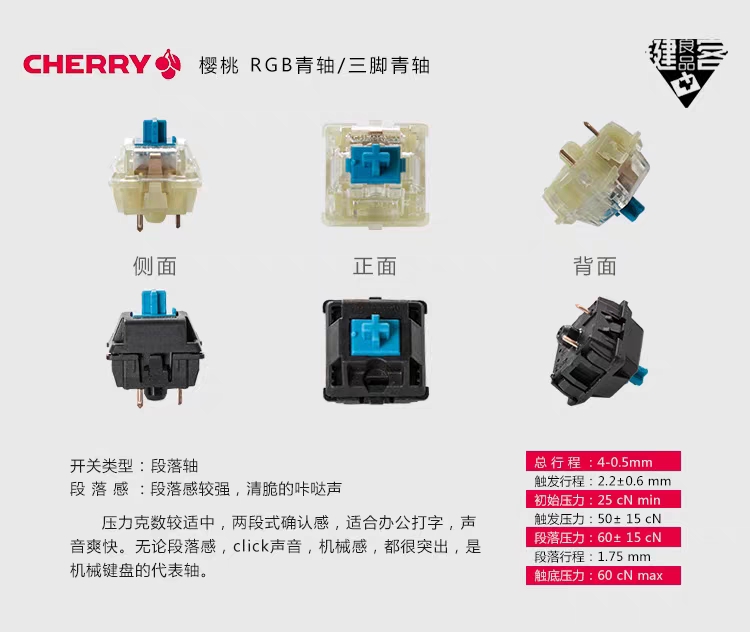 CHERRY 樱桃 RGB青轴/三脚青轴
侧面
正面
背面
开关类型：段落轴
段 落 感：段落感较强，清脆的咔哒声
压力克数较适中，两段式确认感，适合办公打字，声
音爽快。无论段落感，click声音，机械感，都很突出，是
机械键盘的代表轴。
总 行 程 ：4-0.5mm
触发行程：2.2±0.6 mm
初始压力：25 cN min
触发压力：50± 15 cN
段落压力：60± 15 cN
段落行程：1.75 mm
触底压力：60 cN max